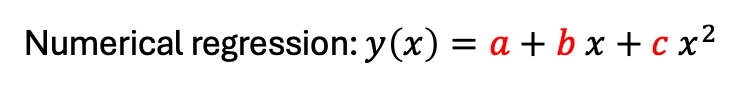 Numerical regression: y(x) = a + b x + c x²